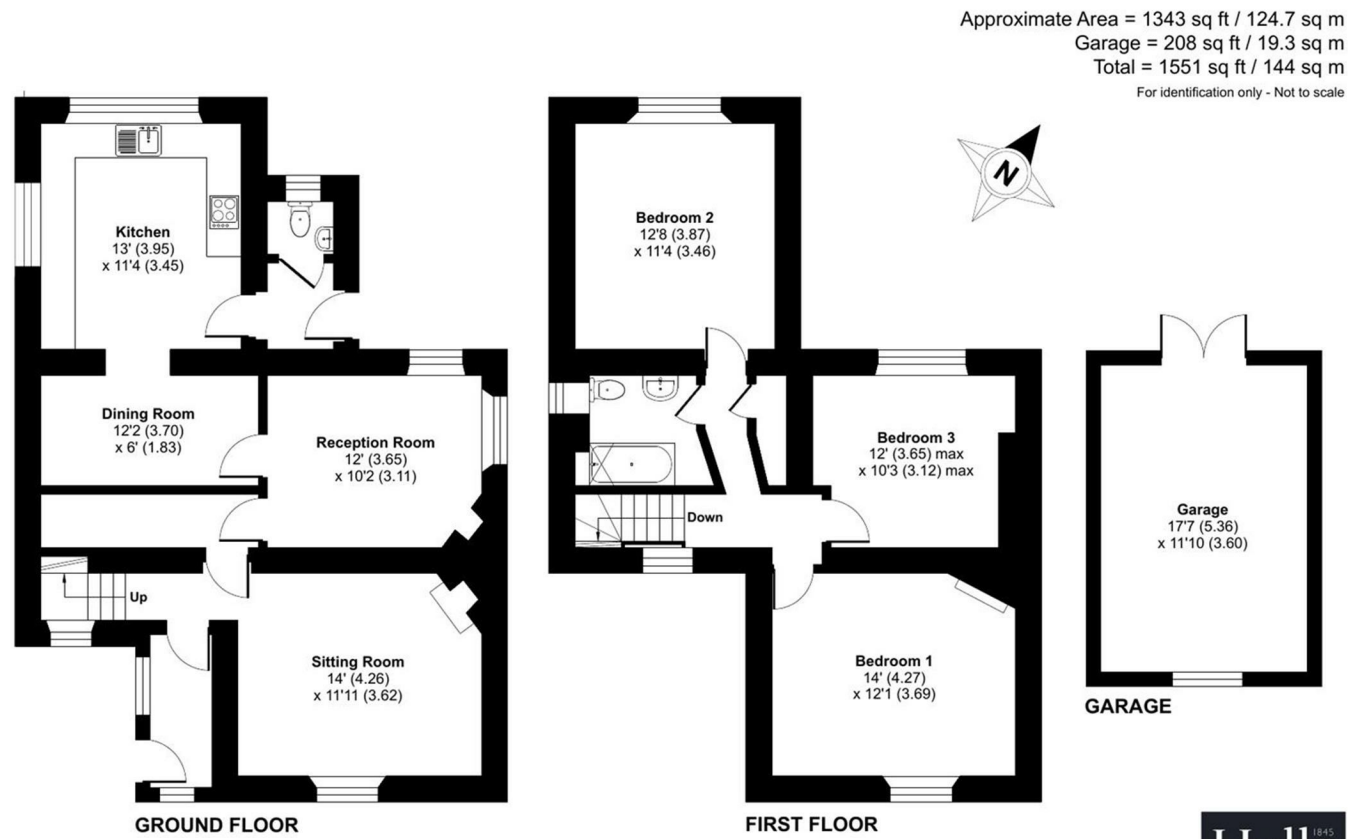 Approximate Area = 1343 sq ft / 124.7 sq m
Garage = 208 sq ft / 19.3 sq m
Total = 1551 sq ft / 144 sq m
For identification only - Not to scale
N
Kitchen
13' (3.95)
x 11'4 (3.45)
Dining Room
12'2 (3.70)
x 6' (1.83)
Reception Room
12' (3.65)
x 10'2 (3.11)
Up
Sitting Room
14' (4.26)
x 11'11 (3.62)
GROUND FLOOR
Bedroom 2
12'8 (3.87)
x 11'4 (3.46)
Bedroom 3
12' (3.65) max
x 10'3 (3.12) max
Down
Bedroom 1
14' (4.27)
x 12'1 (3.69)
FIRST FLOOR
Garage
17'7 (5.36)
x 11'10 (3.60)
GARAGE
1845